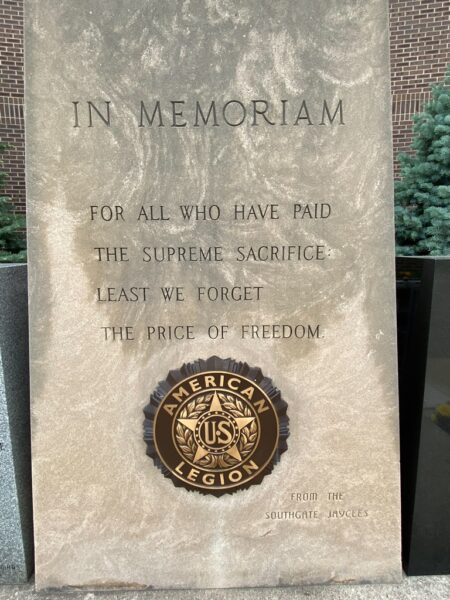 IN MEMORIAM
FOR ALL WHO HAVE PAID
THE SUPREME SACRIFICE:
LEAST WE FORGET
THE PRICE OF FREEDOM.
AMERICAN
U·S
LEGION
FROM THE
SOUTHGATE JAYCEES